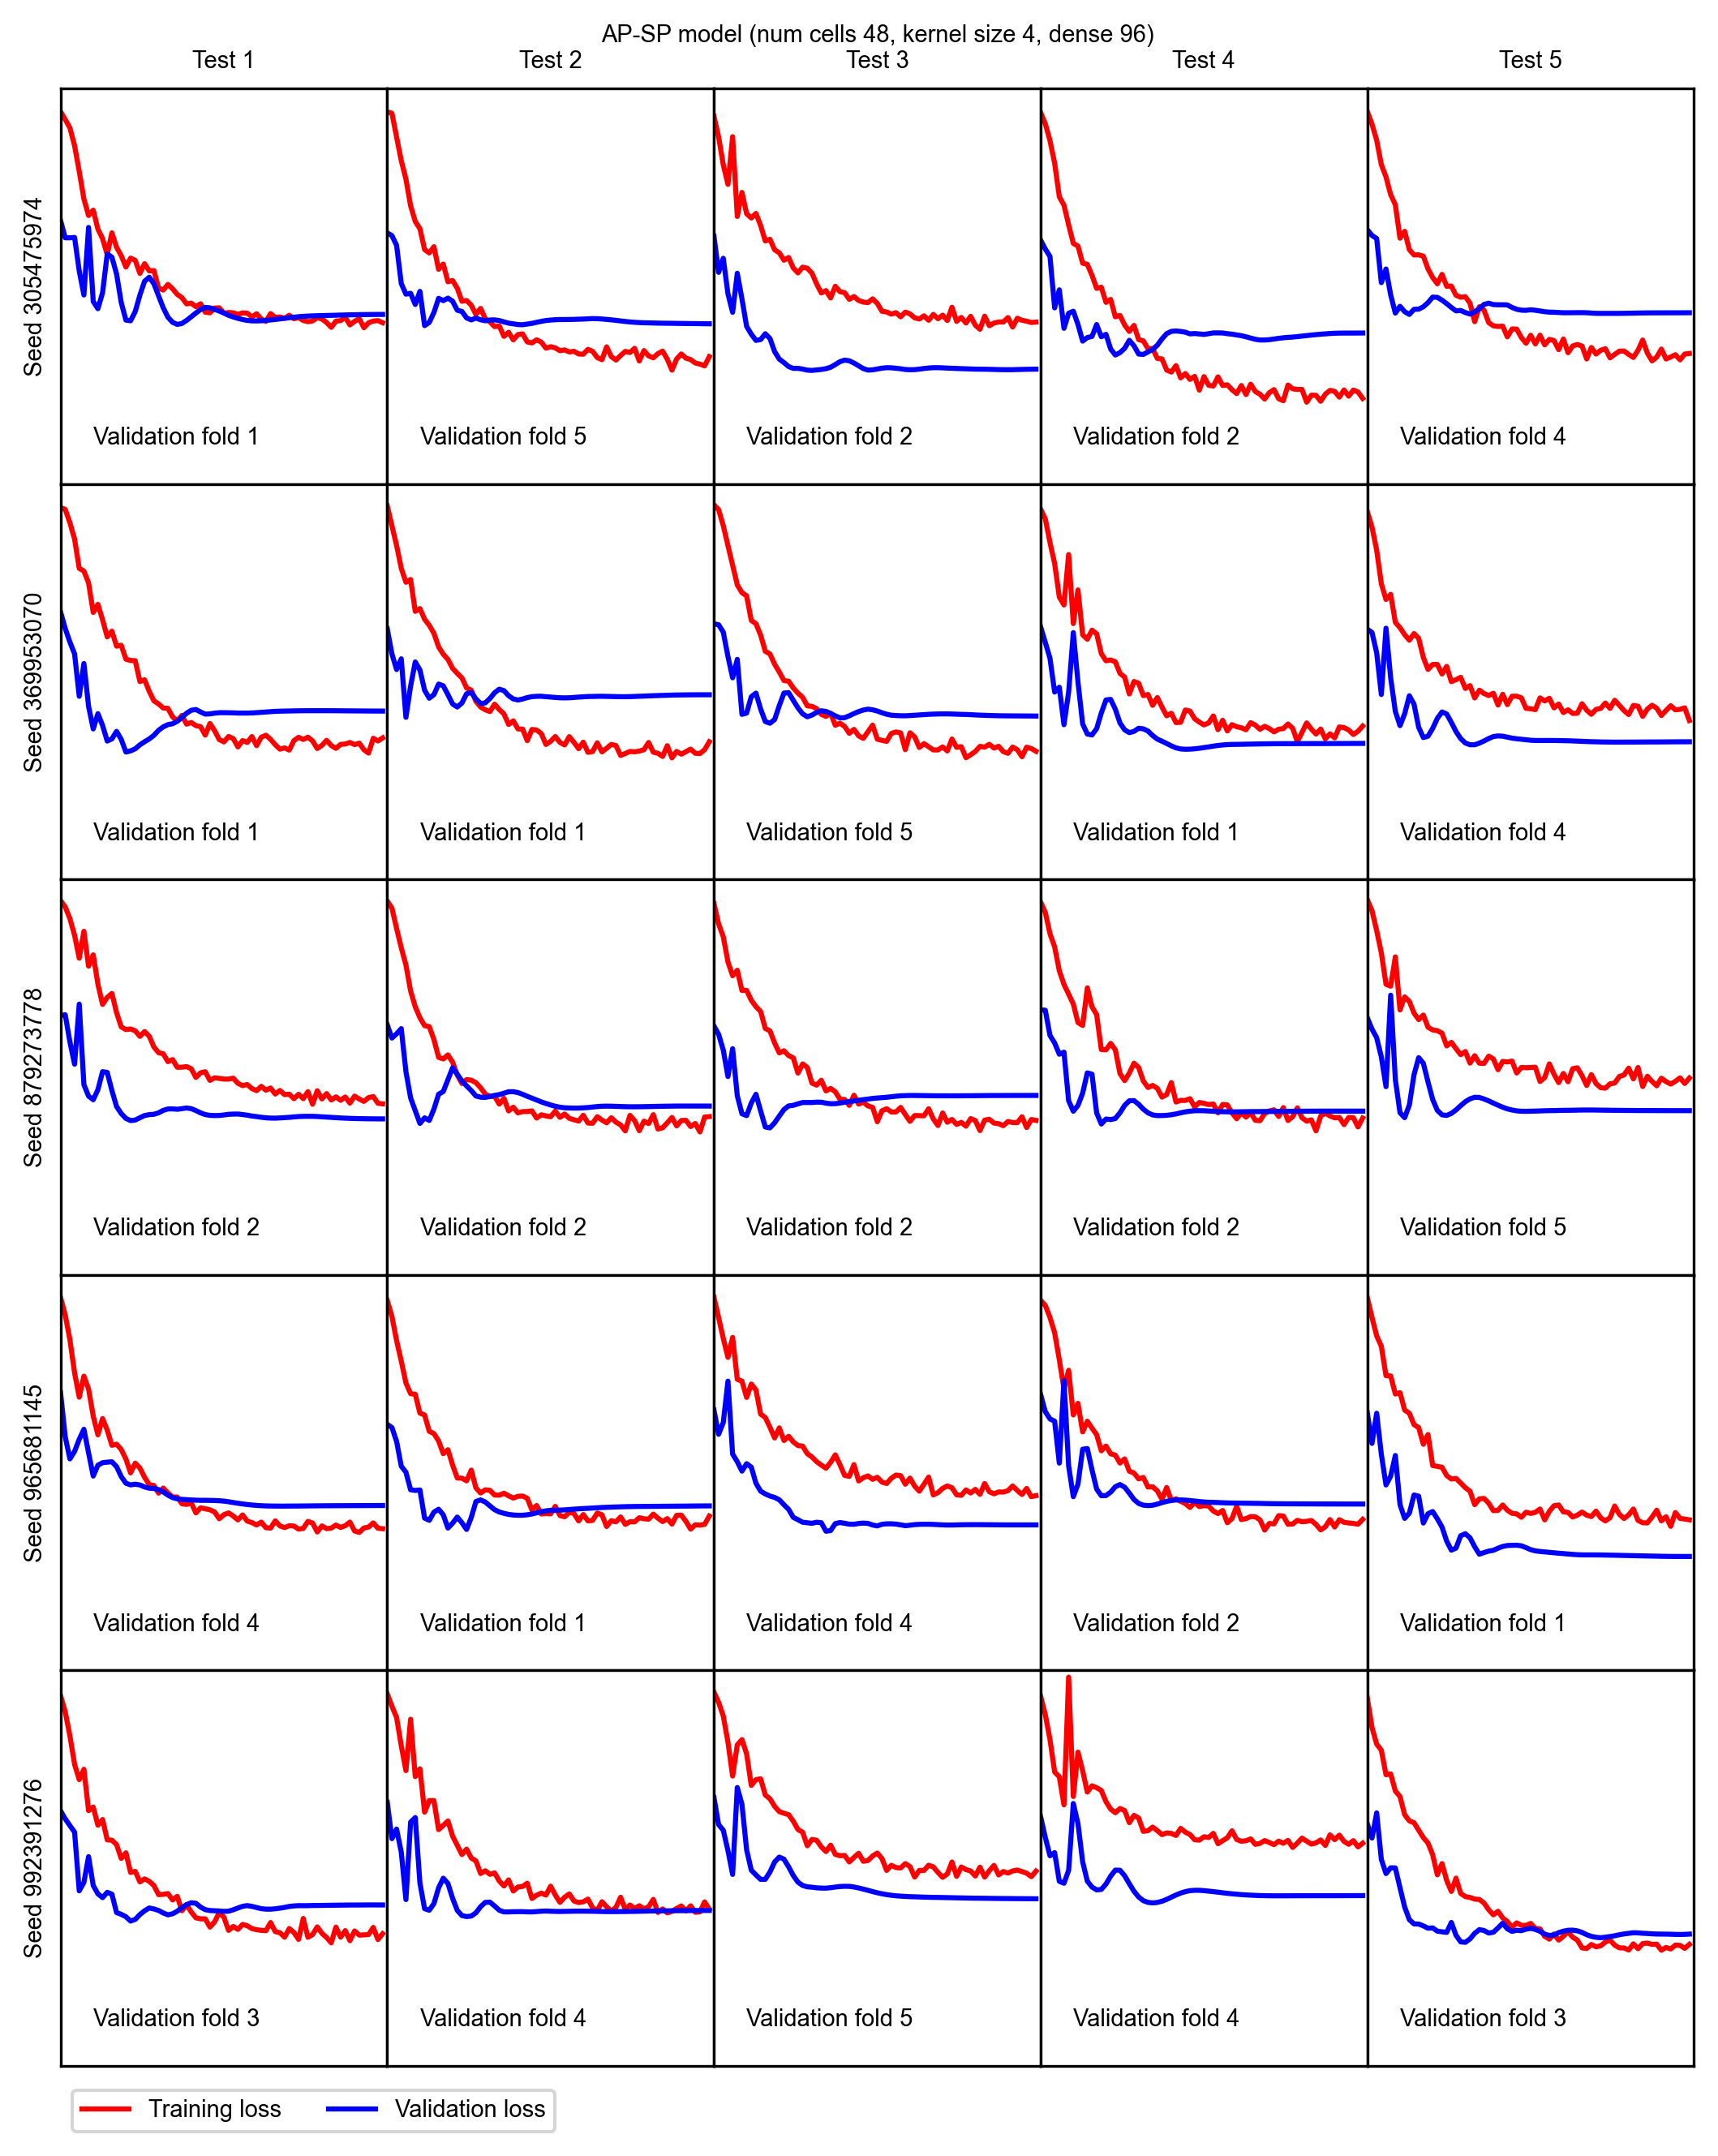 AP-SP model (num cells 48, kernel size 4, dense 96)
Test 1
Test 2
Test 3
Test 4
Test 5
Seed 3305475974
Validation fold 1
Validation fold 5
Validation fold 2
Validation fold 2
Validation fold 4
Seed 369953070
Validation fold 1
Validation fold 1
Validation fold 5
Validation fold 1
Validation fold 4
Seed 879273778
Validation fold 2
Validation fold 2
Validation fold 2
Validation fold 2
Validation fold 5
Seed 965681145
Validation fold 4
Validation fold 1
Validation fold 4
Validation fold 2
Validation fold 1
Seed 992391276
Validation fold 3
Validation fold 4
Validation fold 5
Validation fold 4
Validation fold 3
Training loss
Validation loss